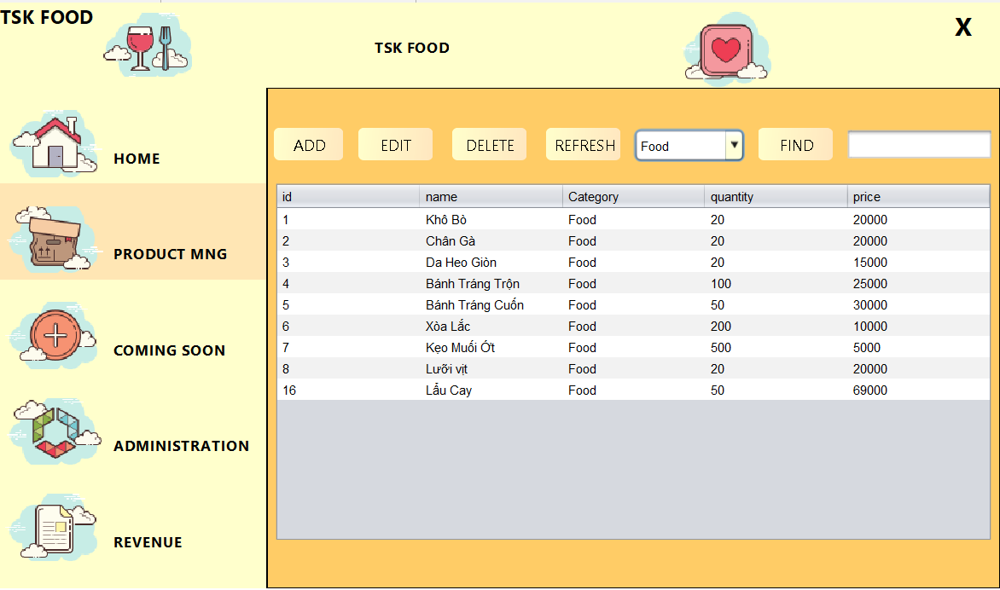 TSK FOOD
TSK FOOD
X
HOME
PRODUCT MNG
COMING SOON
ADMINISTRATION
REVENUE
ADD EDIT DELETE REFRESH Food FIND
id name Category quantity price
1 Khô Bò Food 20 20000
2 Chân Gà Food 20 20000
3 Da Heo Giòn Food 20 15000
4 Bánh Tráng Trộn Food 100 25000
5 Bánh Tráng Cuốn Food 50 30000
6 Xòa Lắc Food 200 10000
7 Kẹo Muối Ớt Food 500 5000
8 Lưỡi vịt Food 20 20000
16 Lẩu Cay Food 50 69000